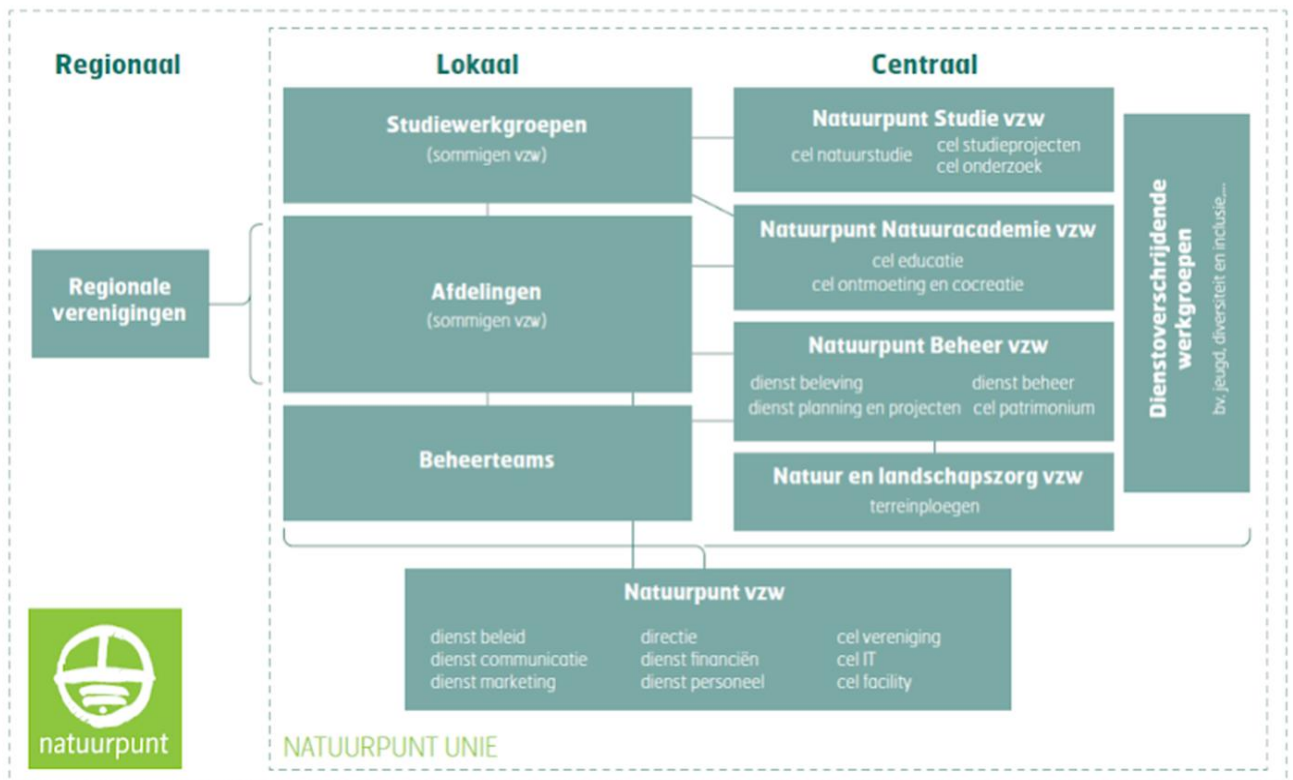 Regionaal
Lokaal
Centraal
Regionale
verenigingen
Studiewerkgroepen
(sommigen vzw)
Afdelingen
(sommigen vzw)
Beheerteams
Natuurpunt Studie vzw
cel natuurstudie
cel studieprojecten
cel onderzoek
Natuurpunt Natuuracademie vzw
cel educatie
cel ontmoeting en cocreatie
Natuurpunt Beheer vzw
dienst beleving
dienst beheer
dienst planning en projecten
cel patrimonium
Natuur en landschapszorg vzw
terreinploegen
Dienstoverschrijdende
werkgroepen
bv. jeugd, diversiteit en inclusie,...
Natuurpunt vzw
dienst beleid
dienst communicatie
dienst marketing
directie
dienst financiën
dienst personeel
cel vereniging
cel IT
cel facility
natuurpunt
NATUURPUNT UNIE